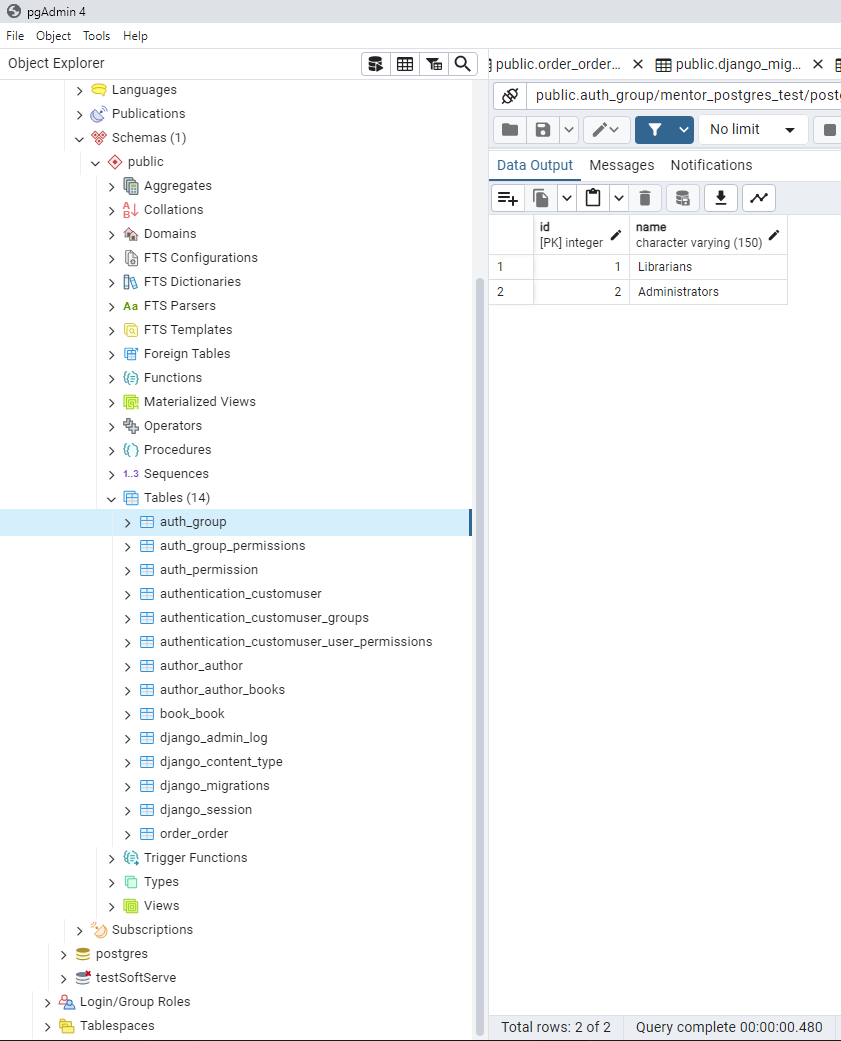 pgAdmin 4
File Object Tools Help
Object Explorer
Languages
Publications
Schemas (1)
public
Aggregates
Collations
Domains
FTS Configurations
FTS Dictionaries
Aa FTS Parsers
FTS Templates
Foreign Tables
Functions
Materialized Views
Operators
Procedures
1..3 Sequences
Tables (14)
auth_group
auth_group_permissions
auth_permission
authentication_customuser
authentication_customuser_groups
authentication_customuser_user_permissions
author_author
author_author_books
book_book
django_admin_log
django_content_type
django_migrations
django_session
order_order
Trigger Functions
Types
Views
Subscriptions
postgres
testSoftServe
Login/Group Roles
Tablespaces
public.order_order... public.django_mig...
public.auth_group/mentor_postgres_test/post
No limit
Data Output Messages Notifications
id name
[PK] integer character varying (150)
1 1 Librarians
2 2 Administrators
Total rows: 2 of 2 Query complete 00:00:00.480